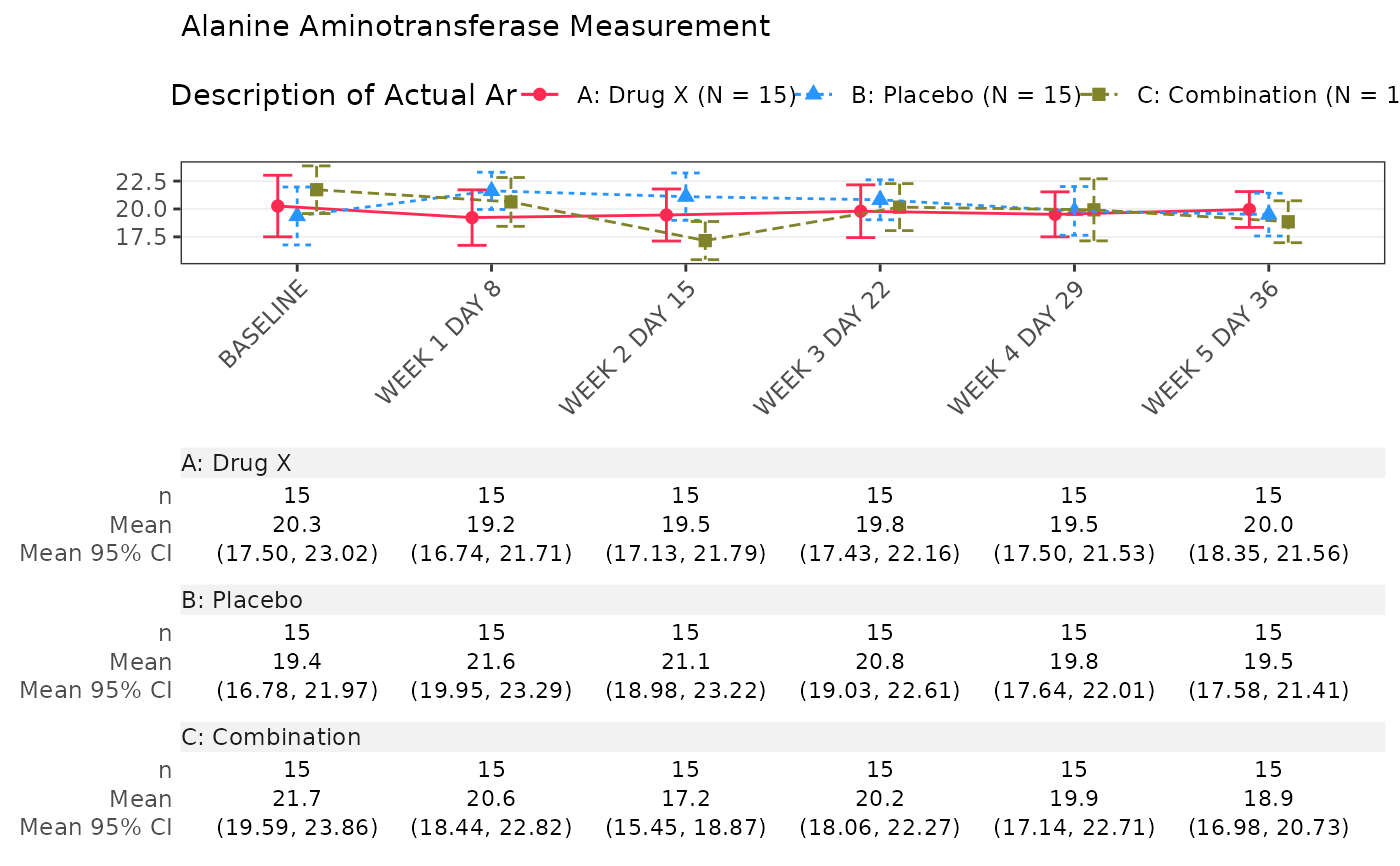 Alanine Aminotransferase Measurement
Description of Actual Ar A: Drug X (N = 15) B: Placebo (N = 15) C: Combination (N = 1
22.5
20.0
17.5
BASELINE WEEK 1 DAY 8 WEEK 2 DAY 15 WEEK 3 DAY 22 WEEK 4 DAY 29 WEEK 5 DAY 36
A: Drug X
n 15 15 15 15 15 15
Mean 20.3 19.2 19.5 19.8 19.5 20.0
Mean 95% CI (17.50, 23.02) (16.74, 21.71) (17.13, 21.79) (17.43, 22.16) (17.50, 21.53) (18.35, 21.56)
B: Placebo
n 15 15 15 15 15 15
Mean 19.4 21.6 21.1 20.8 19.8 19.5
Mean 95% CI (16.78, 21.97) (19.95, 23.29) (18.98, 23.22) (19.03, 22.61) (17.64, 22.01) (17.58, 21.41)
C: Combination
n 15 15 15 15 15 15
Mean 21.7 20.6 17.2 20.2 19.9 18.9
Mean 95% CI (19.59, 23.86) (18.44, 22.82) (15.45, 18.87) (18.06, 22.27) (17.14, 22.71) (16.98, 20.73)